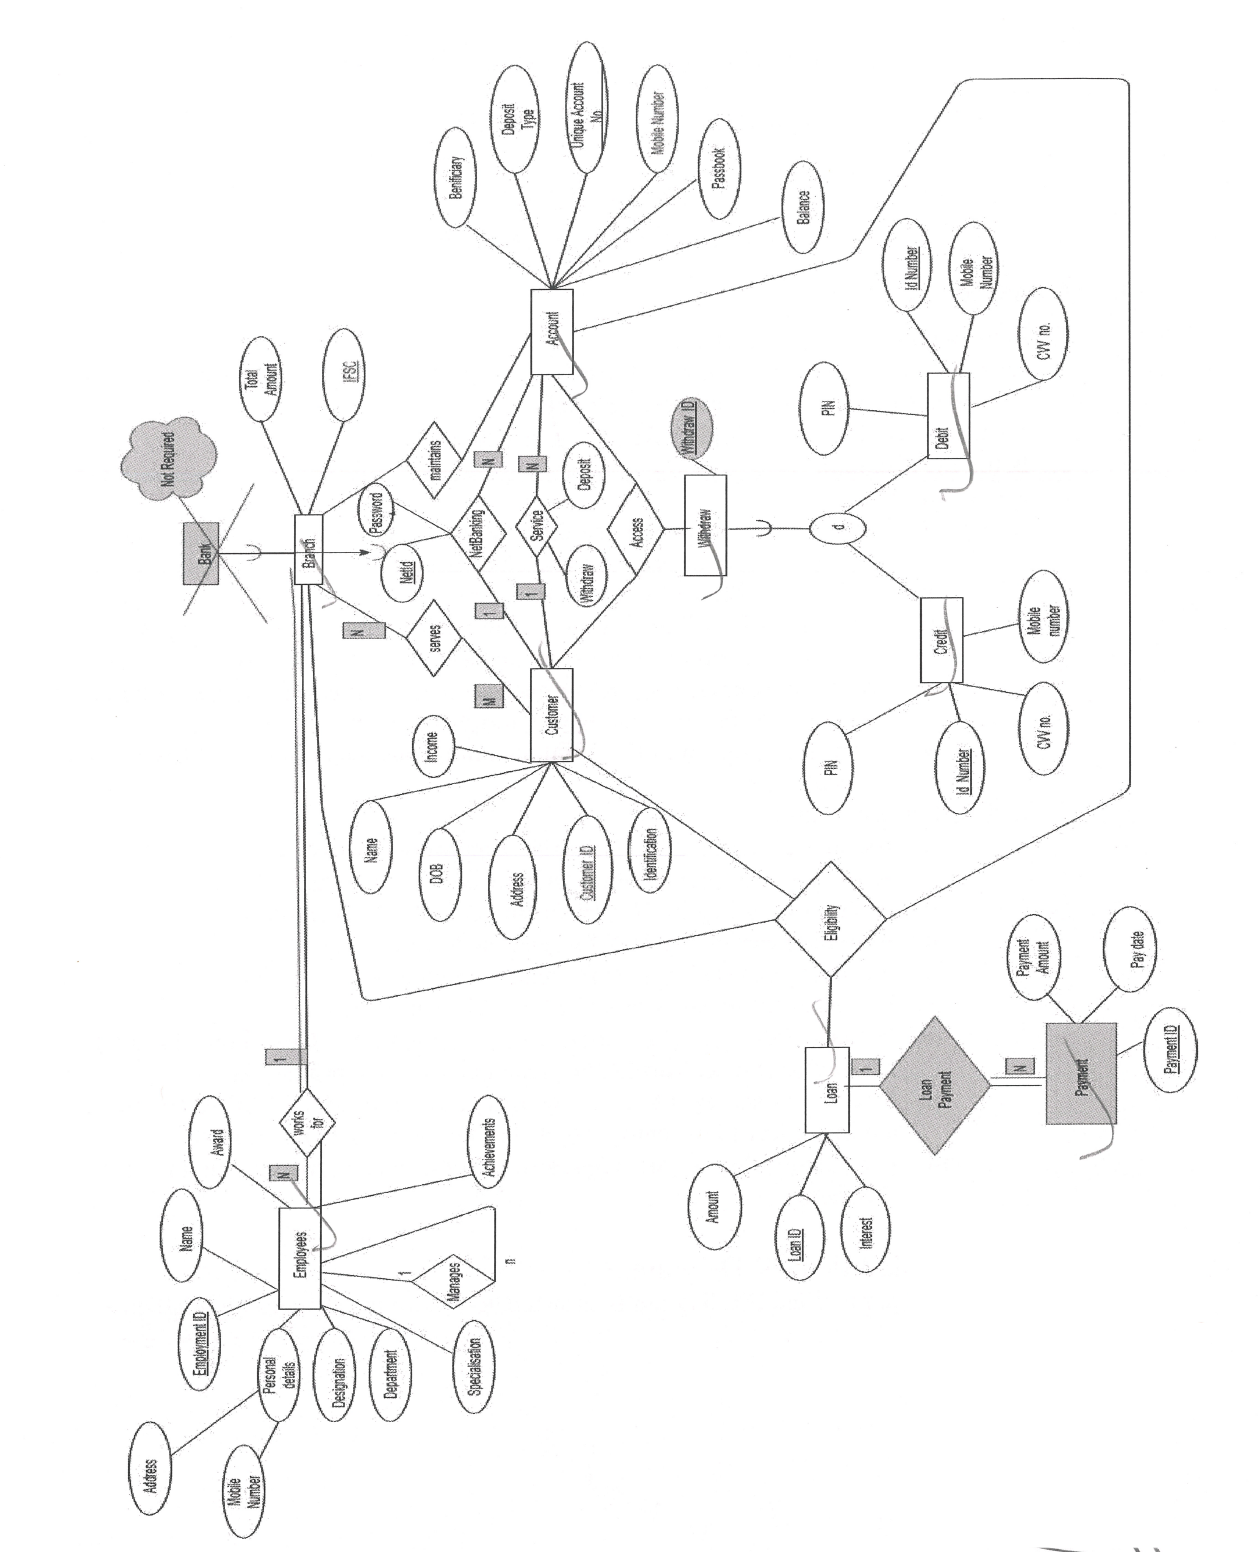 Address
Mobile
Number
Employment ID
Name
Award
Personal
details
Designation
Department
Specialisation
Employees
N
works
for
1
Achievements
1
Manages
n
Bank
Not Required
Branch
Total
Amount
IFSC
N
serves
M
NetId
Password
maintains
1
NetBanking
N
1
Service
N
Withdraw
Deposit
Access
Name
DOB
Address
Customer ID
Identification
Income
Customer
Account
Benificiary
Deposit
Type
Unique Account
No
Mobile Number
Passbook
Balance
Withdraw
Withdraw ID
d
Credit
PIN
Id Number
CVV no.
Mobile
number
Debit
PIN
Id Number
Mobile
Number
CVV no.
Eligibility
Amount
Loan ID
Interest
Loan
1
Loan
Payment
N
Payment
Payment
Amount
Pay date
Payment ID